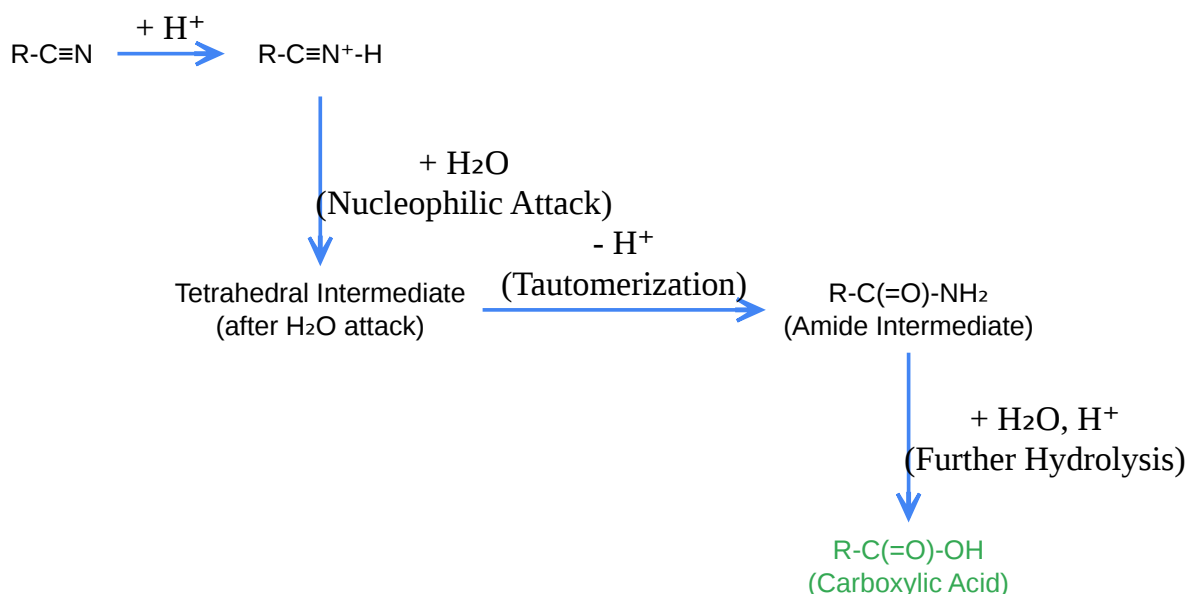 + H⁺
R-C≡N
R-C≡N⁺-H
+ H₂O
(Nucleophilic Attack)
- H⁺
(Tautomerization)
Tetrahedral Intermediate
(after H₂O attack)
R-C(=O)-NH₂
(Amide Intermediate)
+ H₂O, H⁺
(Further Hydrolysis)
R-C(=O)-OH
(Carboxylic Acid)